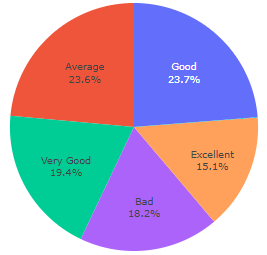 Average
23.6%
Good
23.7%
Very Good
19.4%
Excellent
15.1%
Bad
18.2%